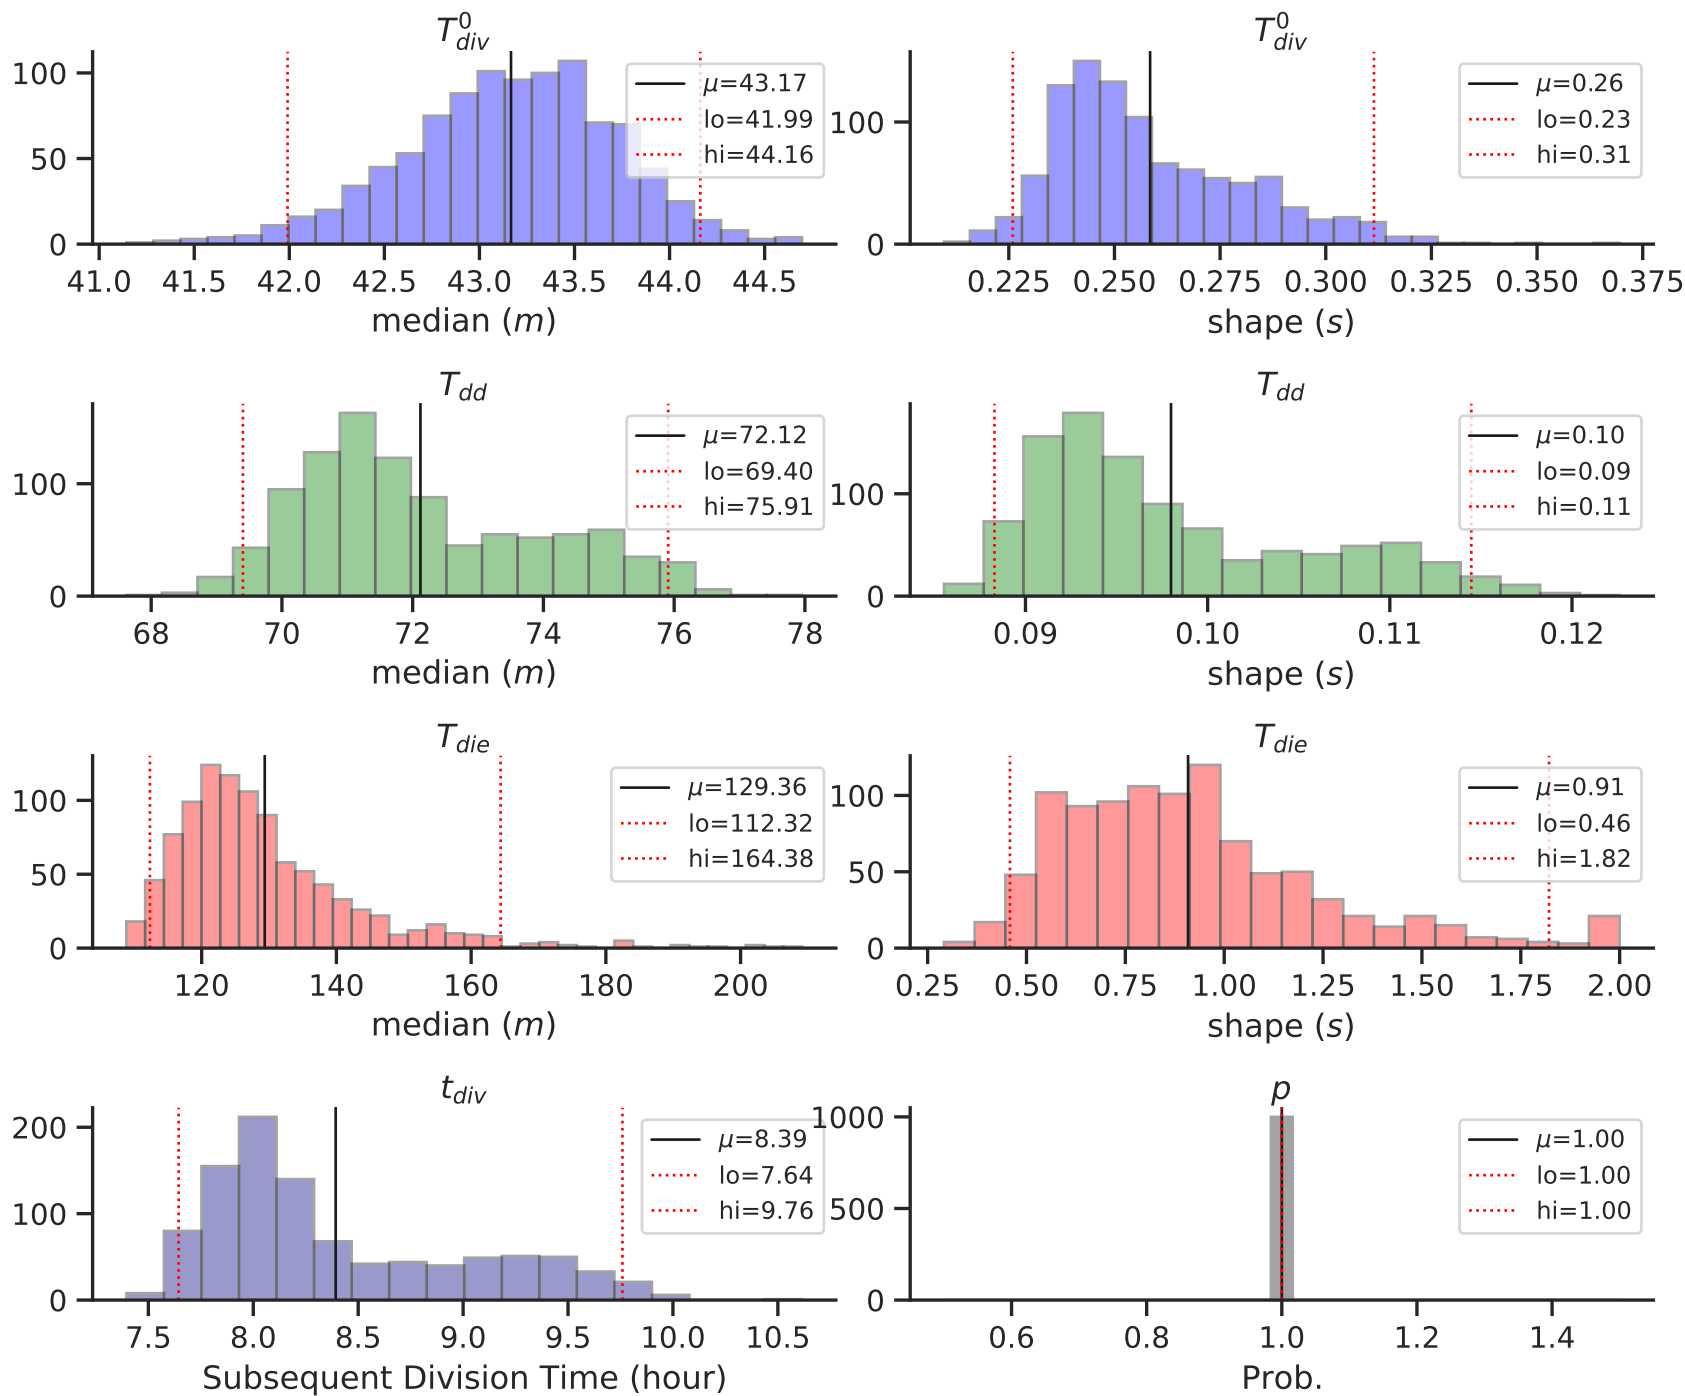 T⁰div
100
50
0
μ=43.17
lo=41.99
hi=44.16
41.0 41.5 42.0 42.5 43.0 43.5 44.0 44.5
median (m)
T⁰div
100
0
μ=0.26
lo=0.23
hi=0.31
0.225 0.250 0.275 0.300 0.325 0.350 0.375
shape (s)
Tdd
100
0
μ=72.12
lo=69.40
hi=75.91
68 70 72 74 76 78
median (m)
Tdd
100
0
μ=0.10
lo=0.09
hi=0.11
0.09 0.10 0.11 0.12
shape (s)
Tdie
100
50
0
μ=129.36
lo=112.32
hi=164.38
120 140 160 180 200
median (m)
Tdie
100
50
0
μ=0.91
lo=0.46
hi=1.82
0.25 0.50 0.75 1.00 1.25 1.50 1.75 2.00
shape (s)
tdiv
200
100
0
μ=8.39
lo=7.64
hi=9.76
7.5 8.0 8.5 9.0 9.5 10.0 10.5
Subsequent Division Time (hour)
p
1000
500
0
μ=1.00
lo=1.00
hi=1.00
0.6 0.8 1.0 1.2 1.4
Prob.